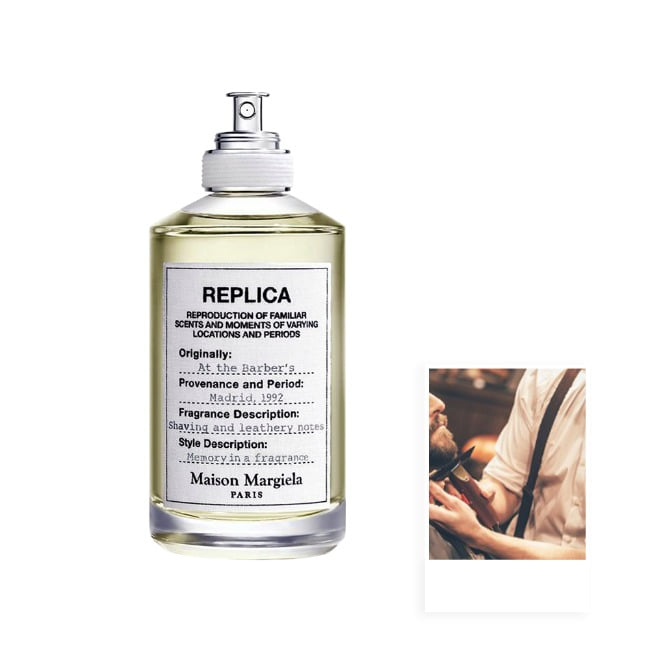 REPLICA
REPRODUCTION OF FAMILIAR
SCENTS AND MOMENTS OF VARYING
LOCATIONS AND PERIODS
Originally:
At the Barber's
Provenance and Period:
Madrid, 1992
Fragrance Description:
Shaving and leathery notes
Style Description:
Memory in a fragrance
Maison Margiela
PARIS